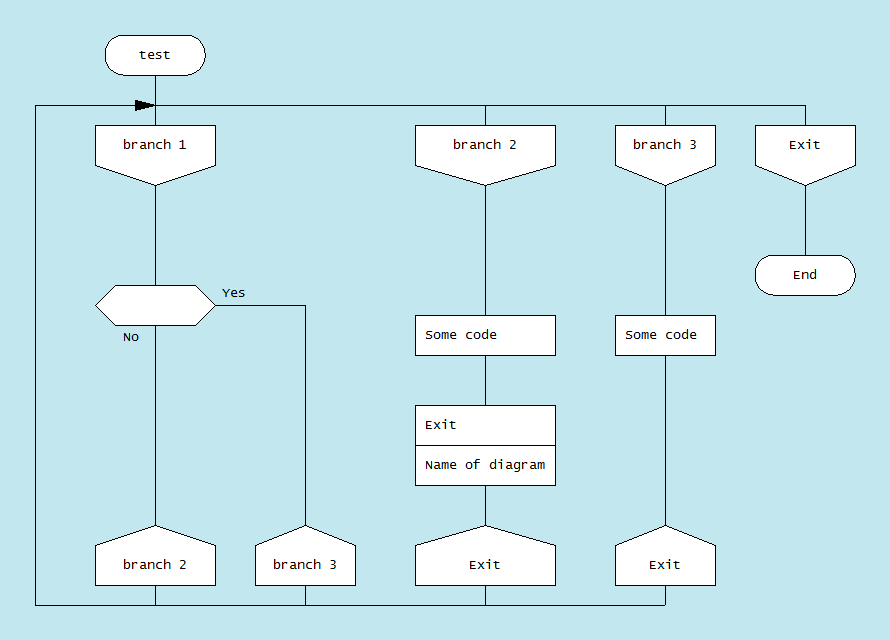 test
branch 1
branch 2
branch 3
Exit
Yes
No
End
Some code
Some code
Exit
Name of diagram
branch 2
branch 3
Exit
Exit